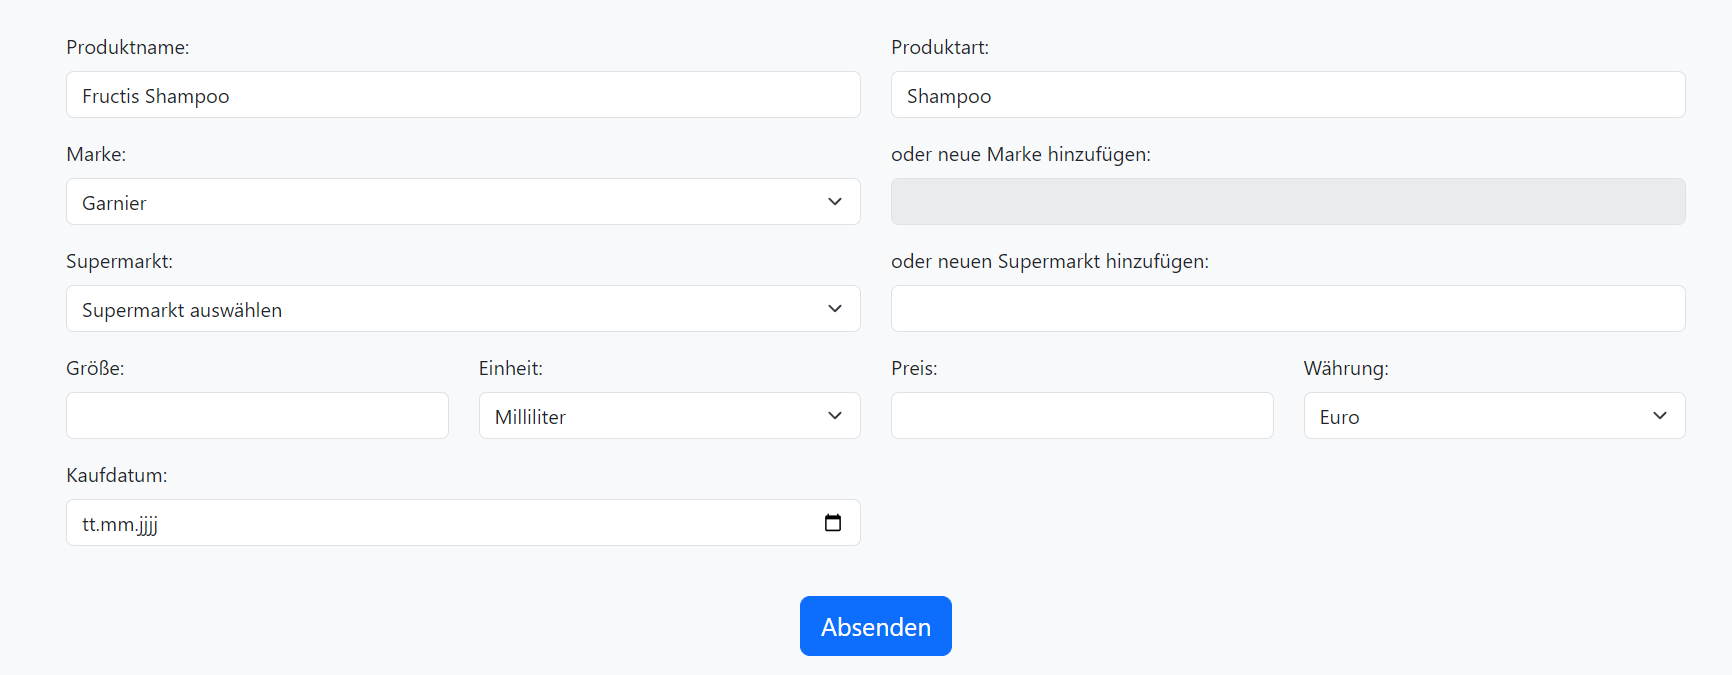 Produktname:
Produktart:
Fructis Shampoo
Shampoo
Marke:
oder neue Marke hinzufügen:
Garnier
Supermarkt:
oder neuen Supermarkt hinzufügen:
Supermarkt auswählen
Größe:
Einheit:
Preis:
Währung:
Milliliter
Euro
Kaufdatum:
tt.mm.jjjj
Absenden